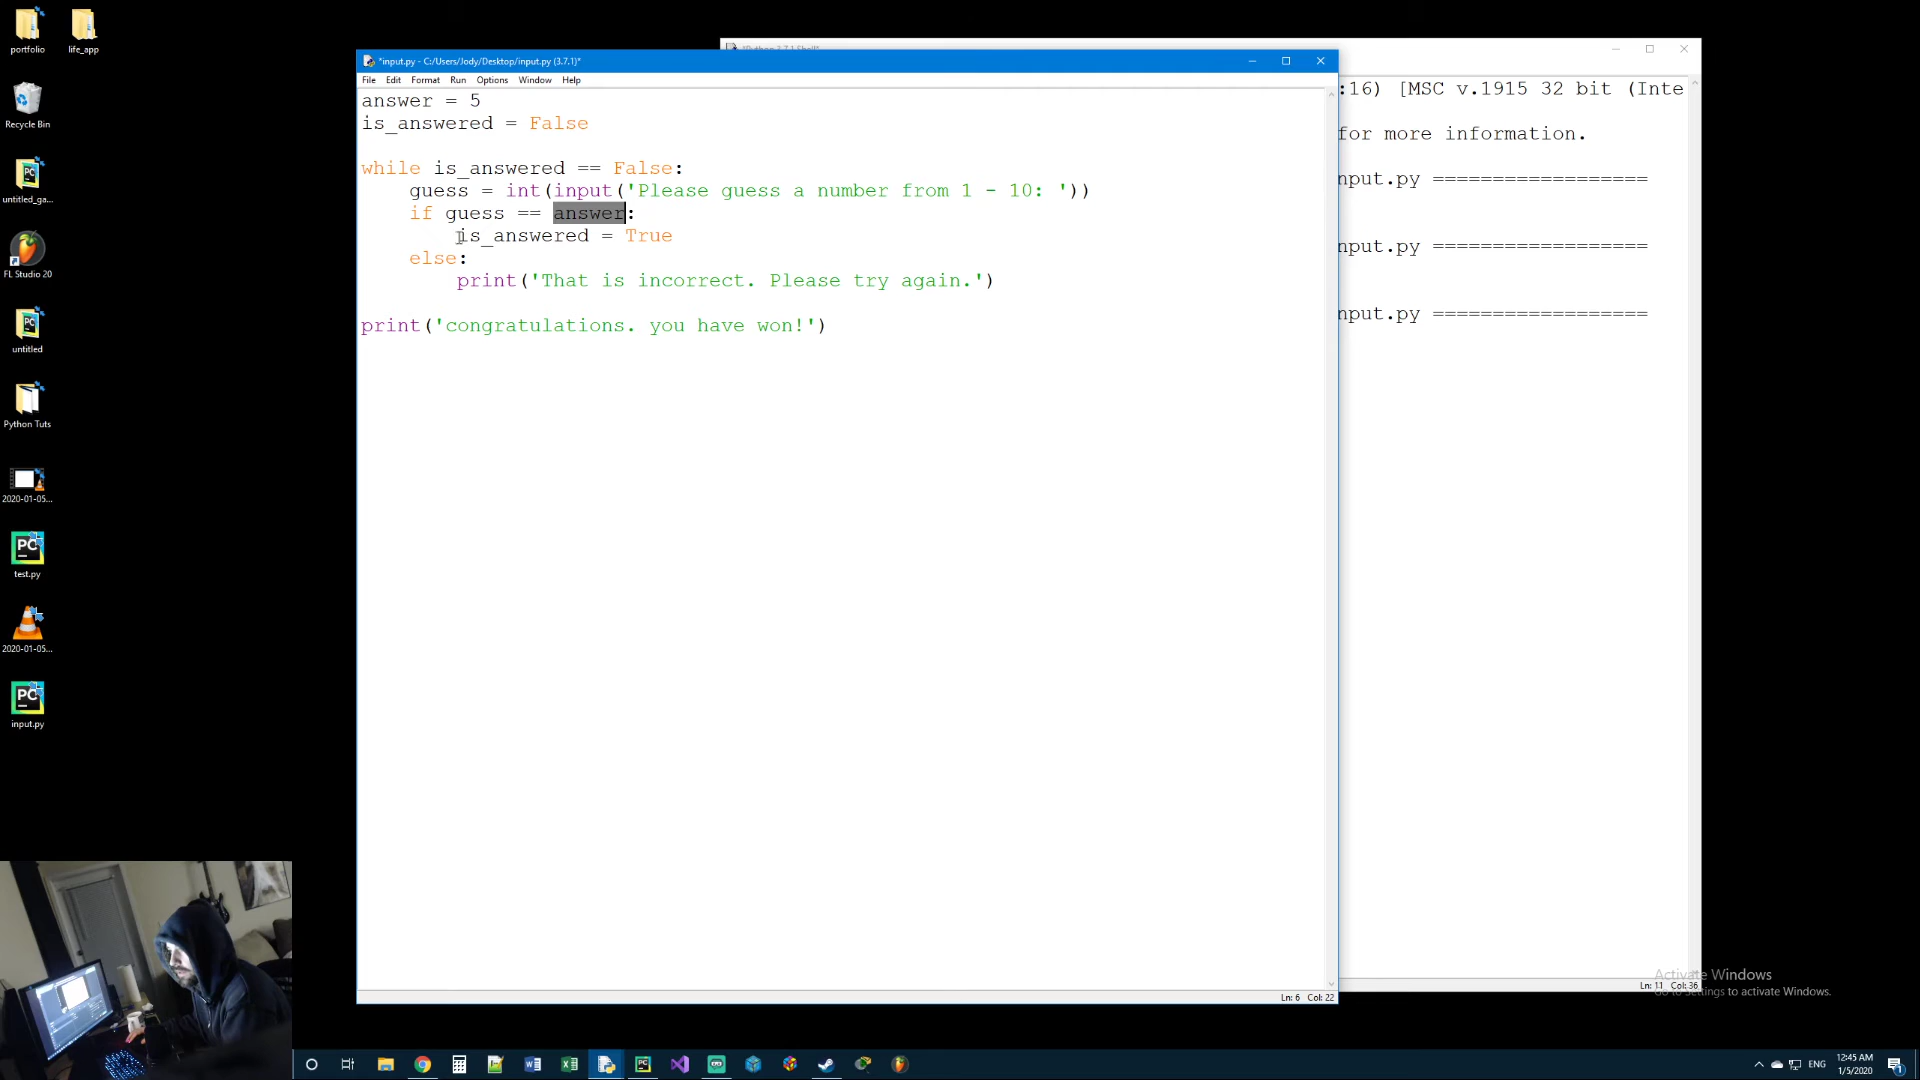 portfolio
life_app
Recycle Bin
untitled_ga...
FL Studio 20
untitled
Python Tuts
2020-01-05...
test.py
2020-01-05...
input.py
*Python 3.7.1 Shell*
*input.py - C:/Users/Jody/Desktop/input.py (3.7.1)*
File Edit Format Run Options Window Help
answer = 5
is_answered = False
while is_answered == False:
guess = int(input('Please guess a number from 1 - 10: '))
if guess == answer:
is_answered = True
else:
print('That is incorrect. Please try again.')
print('congratulations. you have won!')
Ln: 6 Col: 22
:16) [MSC v.1915 32 bit (Inte
for more information.
nput.py ==================
nput.py ==================
nput.py ==================
Activate Windows
Ln: 11 Col: 36
Go to Settings to activate Windows.
ENG
12:45 AM
1/5/2020